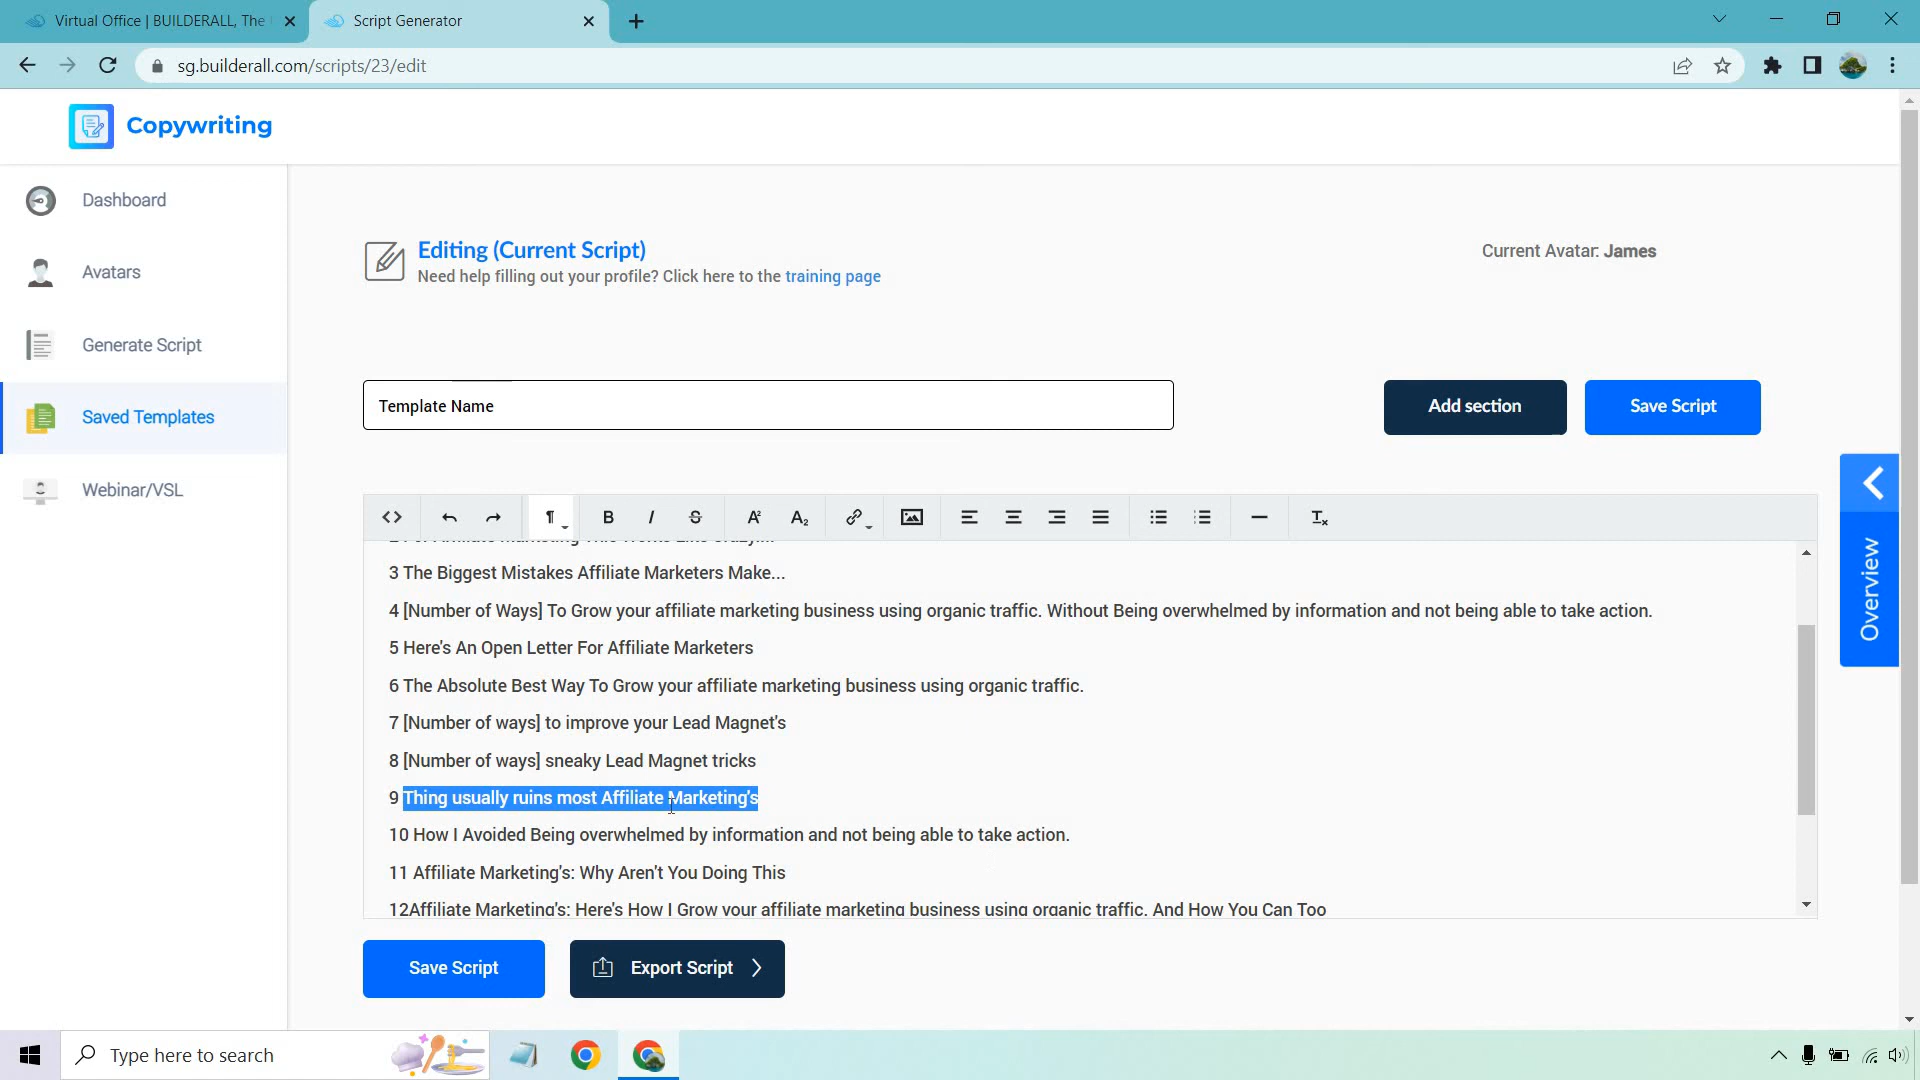 Virtual Office | BUILDERALL, The
Script Generator
sg.builderall.com/scripts/23/edit
Copywriting
Dashboard
Avatars
Generate Script
Saved Templates
Webinar/VSL
Editing (Current Script)
Need help filling out your profile? Click here to the training page
Current Avatar: James
Template Name
Add section
Save Script
2 For Affiliate Marketing This Works Like Crazy....
3 The Biggest Mistakes Affiliate Marketers Make...
4 [Number of Ways] To Grow your affiliate marketing business using organic traffic. Without Being overwhelmed by information and not being able to take action.
5 Here's An Open Letter For Affiliate Marketers
6 The Absolute Best Way To Grow your affiliate marketing business using organic traffic.
7 [Number of ways] to improve your Lead Magnet's
8 [Number of ways] sneaky Lead Magnet tricks
9 Thing usually ruins most Affiliate Marketing's
10 How I Avoided Being overwhelmed by information and not being able to take action.
11 Affiliate Marketing's: Why Aren't You Doing This
12Affiliate Marketing's: Here's How I Grow your affiliate marketing business using organic traffic. And How You Can Too
Overview
Save Script
Export Script
Type here to search